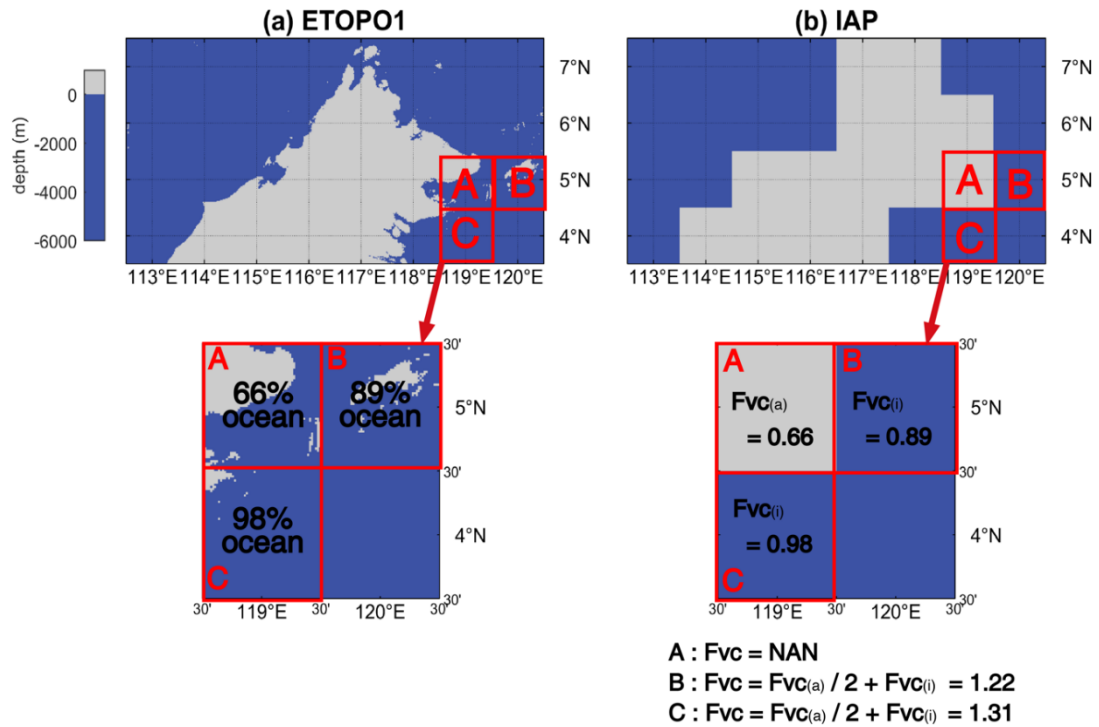 (a) ETOPO1
(b) IAP
depth (m)
0
-2000
-4000
-6000
7°N
6°N
5°N
4°N
113°E 114°E 115°E 116°E 117°E 118°E 119°E 120°E
A
B
C
7°N
6°N
5°N
4°N
113°E 114°E 115°E 116°E 117°E 118°E 119°E 120°E
A
B
C
A
B
66%
ocean
89%
ocean
98%
ocean
C
30'
5°N
30'
4°N
30'
30' 119°E 30' 120°E 30'
A
B
Fvc(a)
= 0.66
Fvc(i)
= 0.89
Fvc(i)
= 0.98
C
30'
5°N
30'
4°N
30'
30' 119°E 30' 120°E 30'
A : Fvc = NAN
B : Fvc = Fvc(a) / 2 + Fvc(i) = 1.22
C : Fvc = Fvc(a) / 2 + Fvc(i) = 1.31